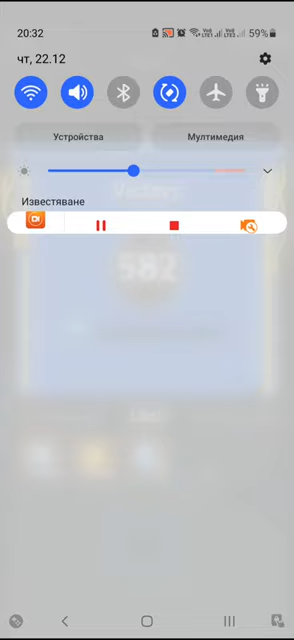 20:32
59%
чт, 22.12
Устройства
Мултимедия
Известяване
582